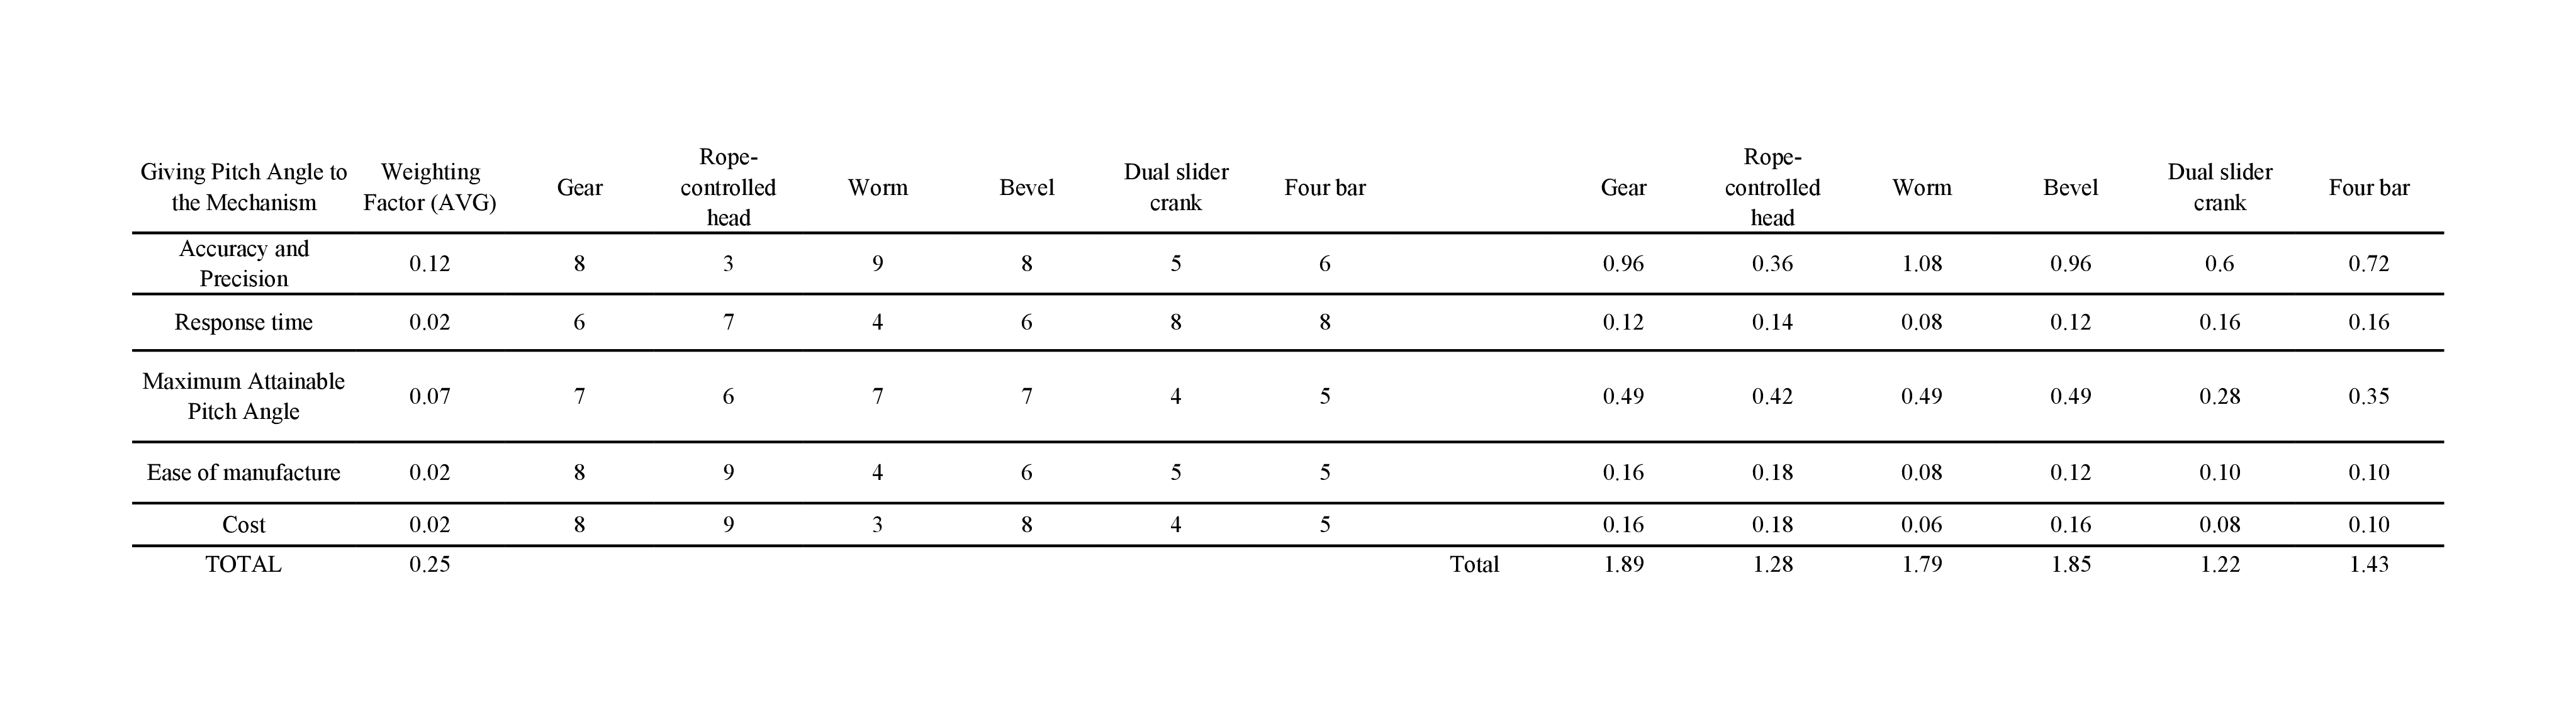 Giving Pitch Angle to the Mechanism Weighting Factor (AVG) Gear Rope-controlled head Worm Bevel Dual slider crank Four bar Gear Rope-controlled head Worm Bevel Dual slider crank Four bar
Accuracy and Precision 0.12 8 3 9 8 5 6 0.96 0.36 1.08 0.96 0.6 0.72
Response time 0.02 6 7 4 6 8 8 0.12 0.14 0.08 0.12 0.16 0.16
Maximum Attainable Pitch Angle 0.07 7 6 7 7 4 5 0.49 0.42 0.49 0.49 0.28 0.35
Ease of manufacture 0.02 8 9 4 6 5 5 0.16 0.18 0.08 0.12 0.10 0.10
Cost 0.02 8 9 3 8 4 5 0.16 0.18 0.06 0.16 0.08 0.10
TOTAL 0.25 Total 1.89 1.28 1.79 1.85 1.22 1.43